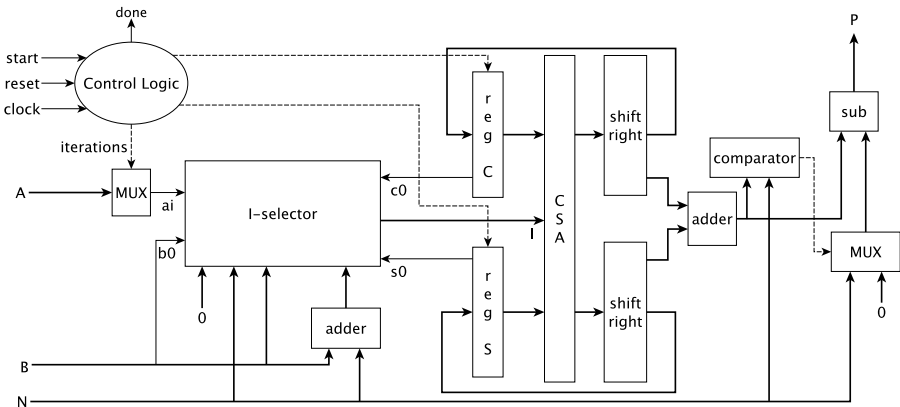 done
P
start
reset
clock
Control Logic
iterations
A
MUX
ai
I-selector
b0
c0
s0
0
adder
B
N
reg C
reg S
I
CSA
shift
right
shift
right
adder
comparator
sub
MUX
0